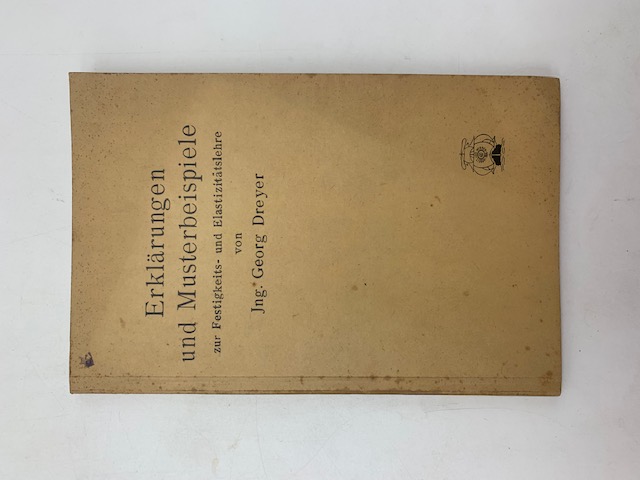 Erklärungen
und Musterbeispiele
zur Festigkeits- und Elastizitätslehre
von
Jng. Georg Dreyer